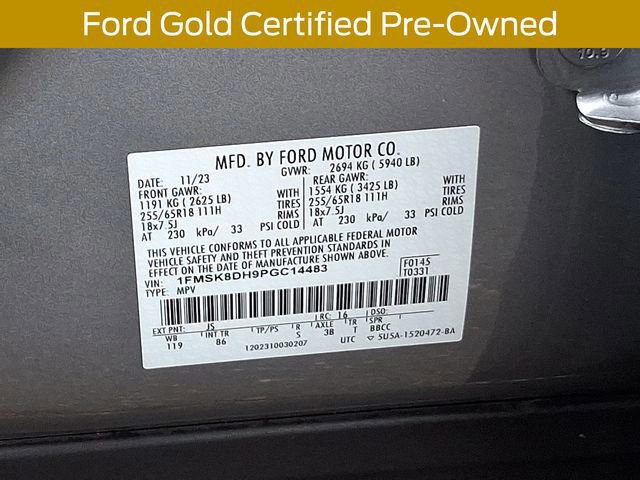 Ford Gold Certified Pre-Owned
10.9
MFD. BY FORD MOTOR CO.
DATE: 11/23 GVWR: 2694 KG ( 5940 LB)
FRONT GAWR: REAR GAWR:
1191 KG ( 2625 LB) WITH 1554 KG ( 3425 LB) WITH
255/65R18 111H TIRES 255/65R18 111H TIRES
18x7.5J RIMS 18x7.5J RIMS
AT 230 kPa/ 33 PSI COLD AT 230 kPa/ 33 PSI COLD
THIS VEHICLE CONFORMS TO ALL APPLICABLE FEDERAL MOTOR
VEHICLE SAFETY AND THEFT PREVENTION STANDARDS IN EFFECT ON
THE DATE OF MANUFACTURE SHOWN ABOVE.
VIN: 1FMSK8DH9PGC14483 F0145
TYPE: MPV T0331
EXT PNT: JS RC: 16 DSO:
WB INT TR TP/PS R AXLE TR SPR
119 86 S 3B T BBCC
1202310030207 UTC ▽ 5U5A-1520472-BA